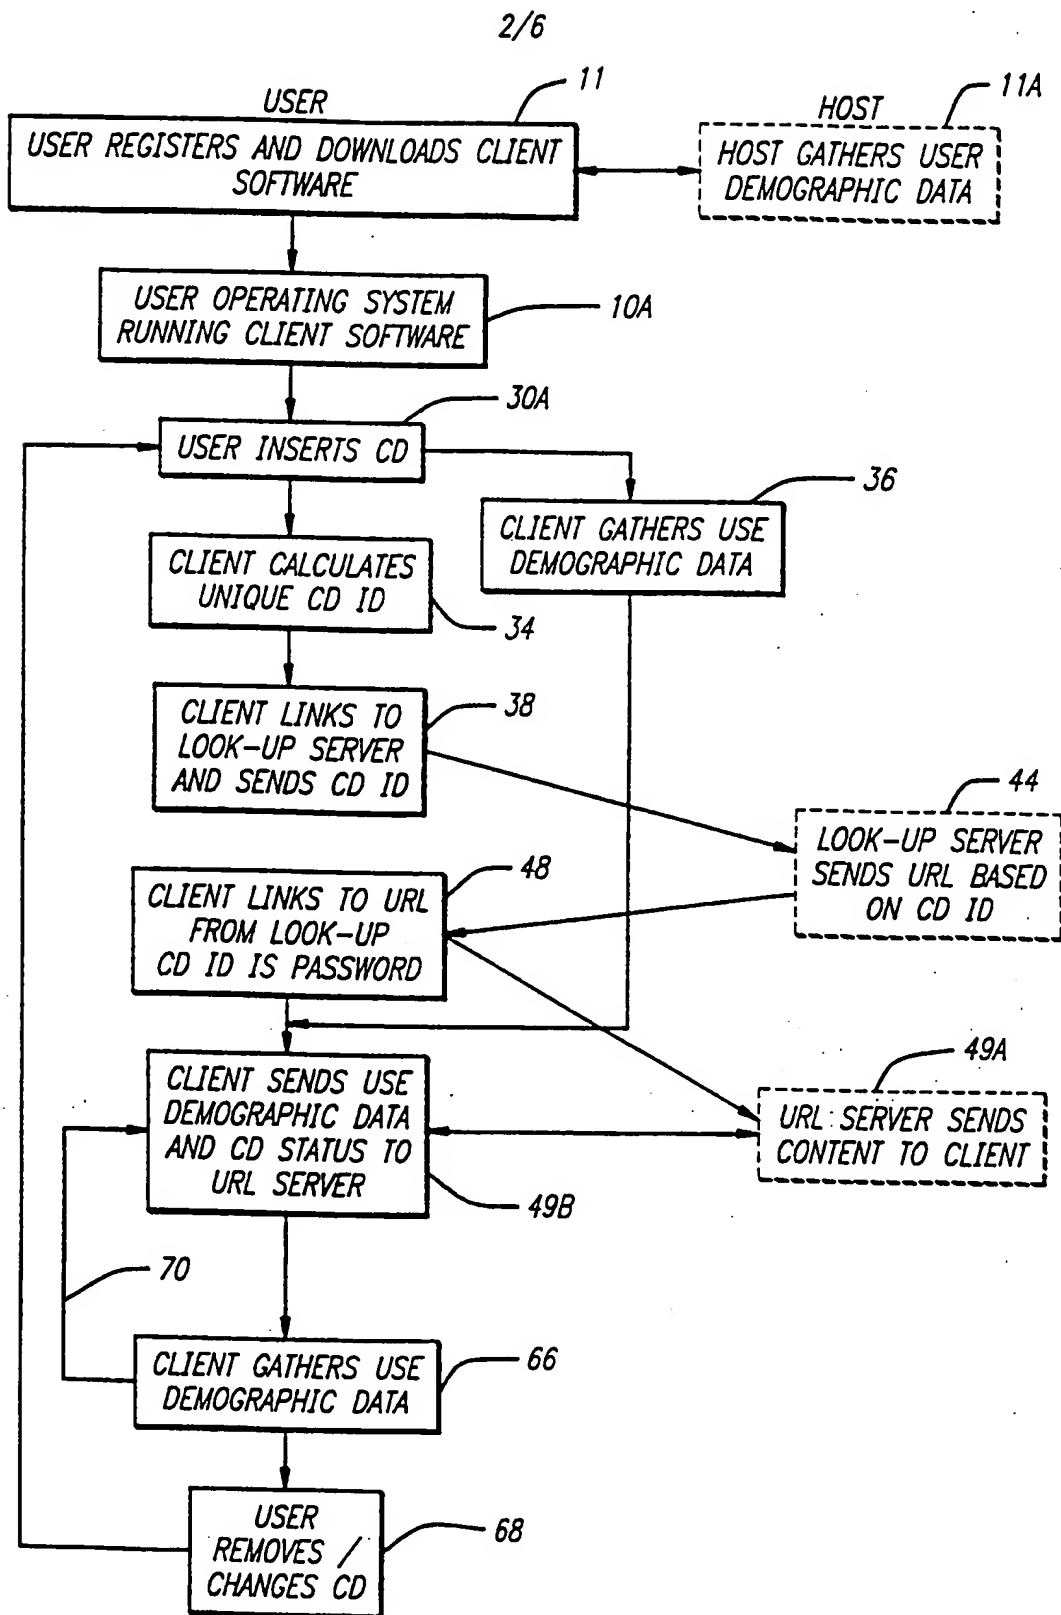 2/6
11
11A
USER
HOST
USER REGISTERS AND DOWNLOADS CLIENT
SOFTWARE
HOST GATHERS USER
DEMOGRAPHIC DATA
USER OPERATING SYSTEM
RUNNING CLIENT SOFTWARE
10A
30A
USER INSERTS CD
36
CLIENT GATHERS USE
DEMOGRAPHIC DATA
CLIENT CALCULATES
UNIQUE CD ID
34
CLIENT LINKS TO
LOOK-UP SERVER
AND SENDS CD ID
38
44
LOOK-UP SERVER
SENDS URL BASED
ON CD ID
48
CLIENT LINKS TO URL
FROM LOOK-UP
CD ID IS PASSWORD
CLIENT SENDS USE
DEMOGRAPHIC DATA
AND CD STATUS TO
URL SERVER
49B
49A
URL SERVER SENDS
CONTENT TO CLIENT
70
CLIENT GATHERS USE
DEMOGRAPHIC DATA
66
USER
REMOVES /
CHANGES CD
68